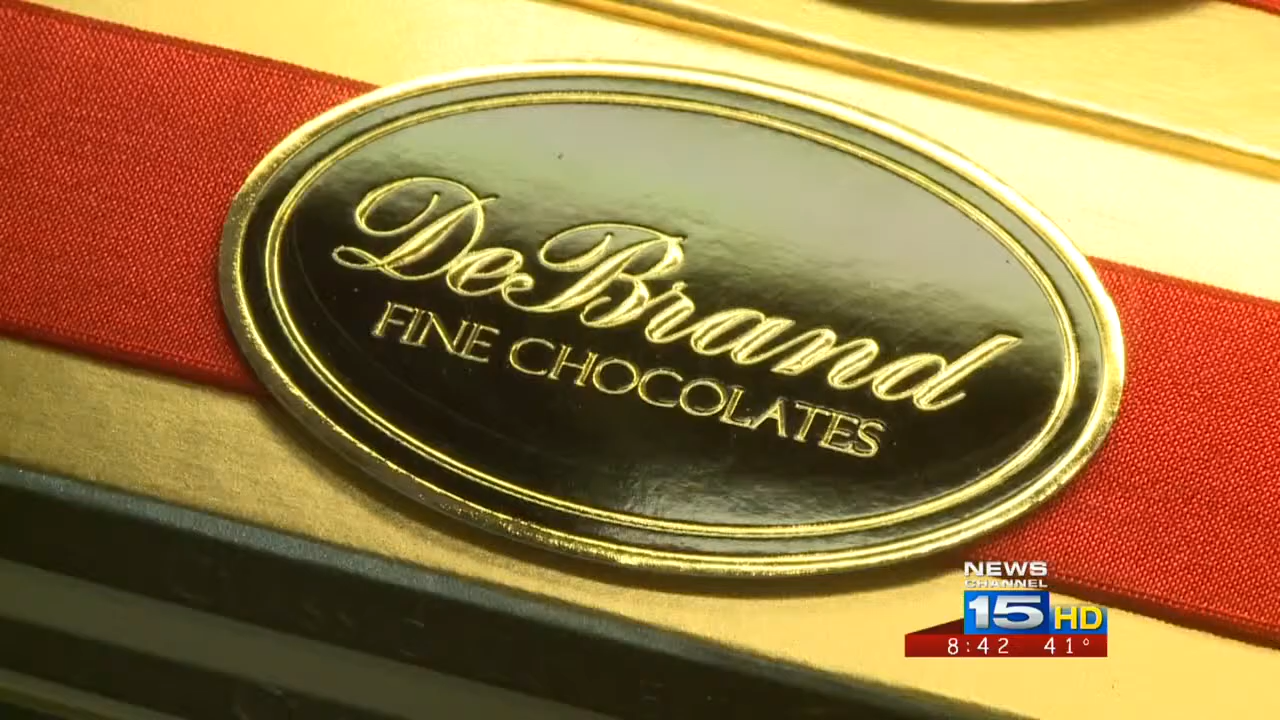 DeBrand
FINE CHOCOLATES
NEWS
CHANNEL
15 HD
8:42 41°